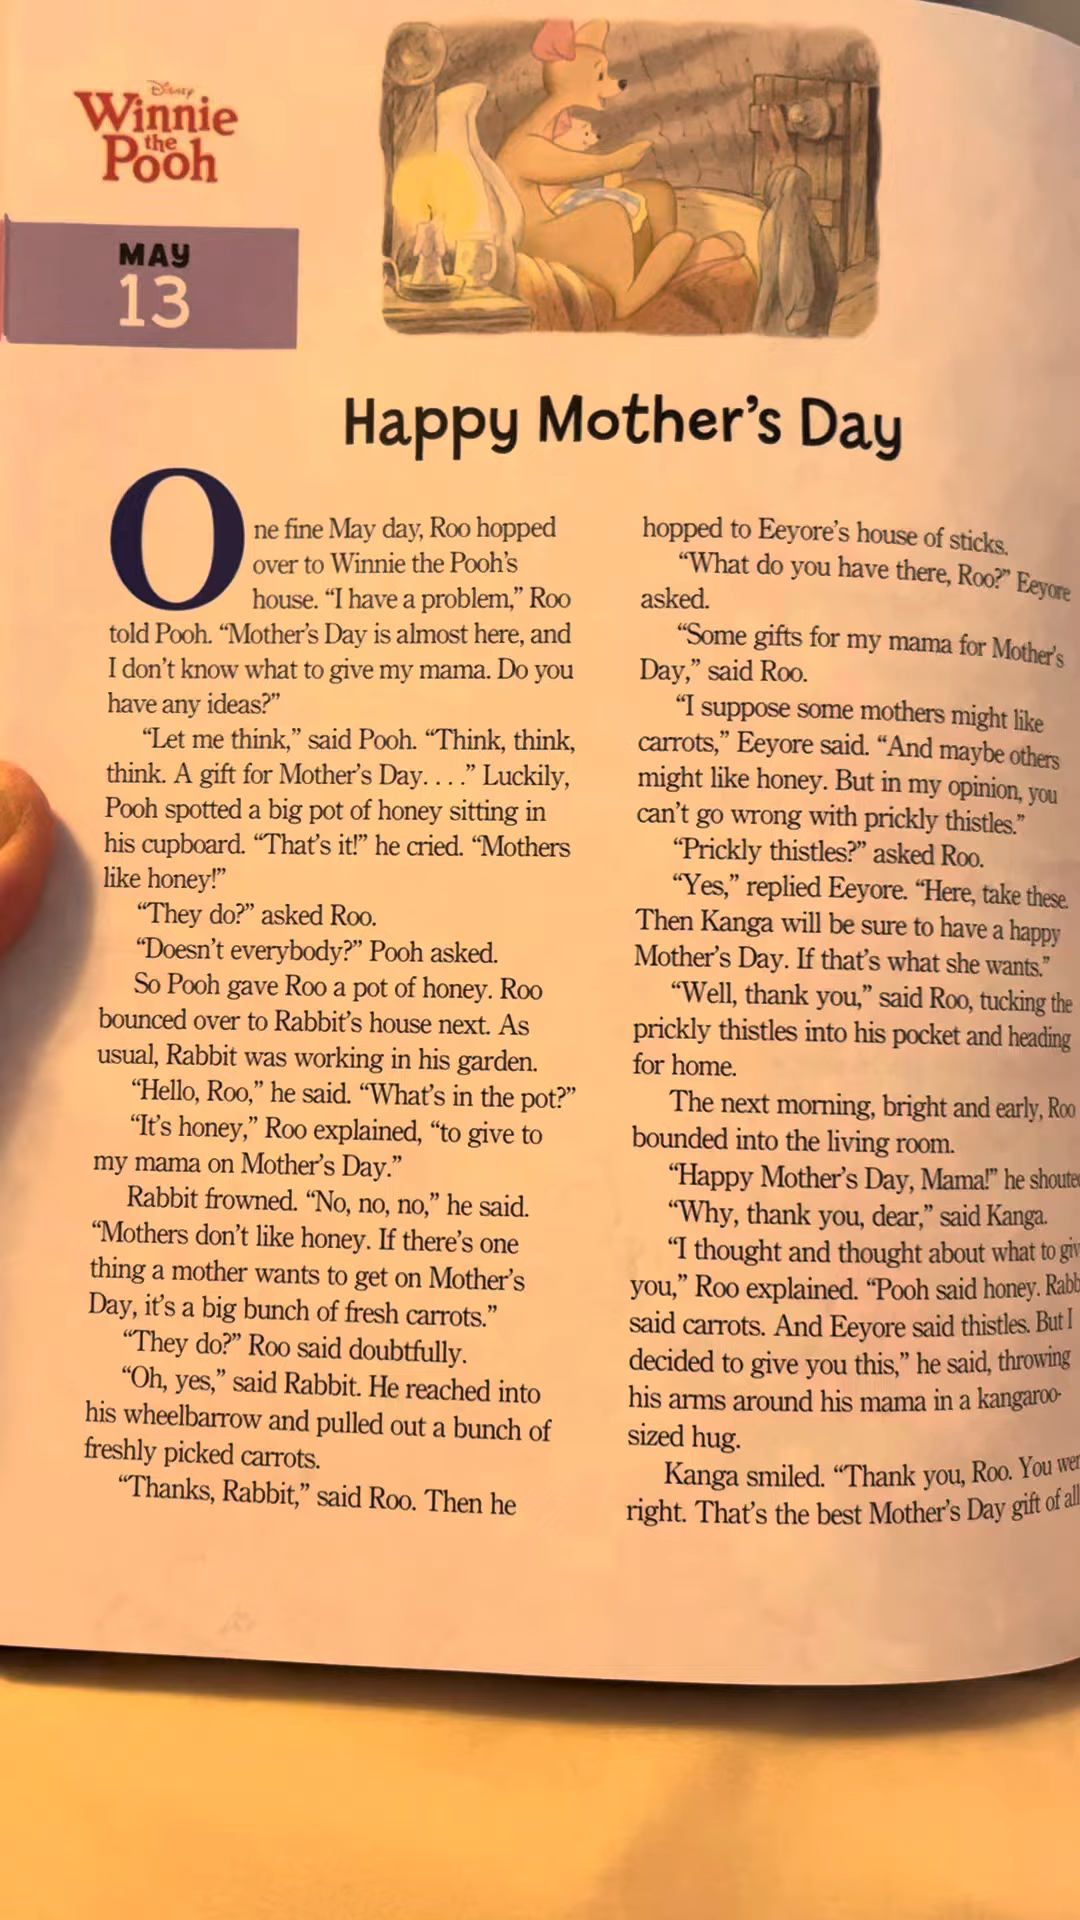 Disney
Winnie
the
Pooh
MAY
13
Happy Mother's Day
One fine May day, Roo hopped
over to Winnie the Pooh's
house. “I have a problem,” Roo
told Pooh. “Mother's Day is almost here, and
I don't know what to give my mama. Do you
have any ideas?”
“Let me think,” said Pooh. “Think, think,
think. A gift for Mother's Day. . . .” Luckily,
Pooh spotted a big pot of honey sitting in
his cupboard. “That's it!” he cried. “Mothers
like honey!”
“They do?” asked Roo.
“Doesn't everybody?” Pooh asked.
So Pooh gave Roo a pot of honey. Roo
bounced over to Rabbit's house next. As
usual, Rabbit was working in his garden.
“Hello, Roo,” he said. “What's in the pot?”
“It's honey,” Roo explained, “to give to
my mama on Mother's Day.”
Rabbit frowned. “No, no, no,” he said.
“Mothers don't like honey. If there's one
thing a mother wants to get on Mother's
Day, it's a big bunch of fresh carrots.”
“They do?” Roo said doubtfully.
“Oh, yes,” said Rabbit. He reached into
his wheelbarrow and pulled out a bunch of
freshly picked carrots.
“Thanks, Rabbit,” said Roo. Then he
hopped to Eeyore's house of sticks.
“What do you have there, Roo?” Eeyore
asked.
“Some gifts for my mama for Mother's
Day,” said Roo.
“I suppose some mothers might like
carrots,” Eeyore said. “And maybe others
might like honey. But in my opinion, you
can't go wrong with prickly thistles.”
“Prickly thistles?” asked Roo.
“Yes,” replied Eeyore. “Here, take these.
Then Kanga will be sure to have a happy
Mother's Day. If that's what she wants.”
“Well, thank you,” said Roo, tucking the
prickly thistles into his pocket and heading
for home.
The next morning, bright and early, Roo
bounded into the living room.
“Happy Mother's Day, Mama!” he shouted
“Why, thank you, dear,” said Kanga.
“I thought and thought about what to giv
you,” Roo explained. “Pooh said honey. Rabb
said carrots. And Eeyore said thistles. But I
decided to give you this,” he said, throwing
his arms around his mama in a kangaroo-
sized hug.
Kanga smiled. “Thank you, Roo. You wer
right. That's the best Mother's Day gift of all